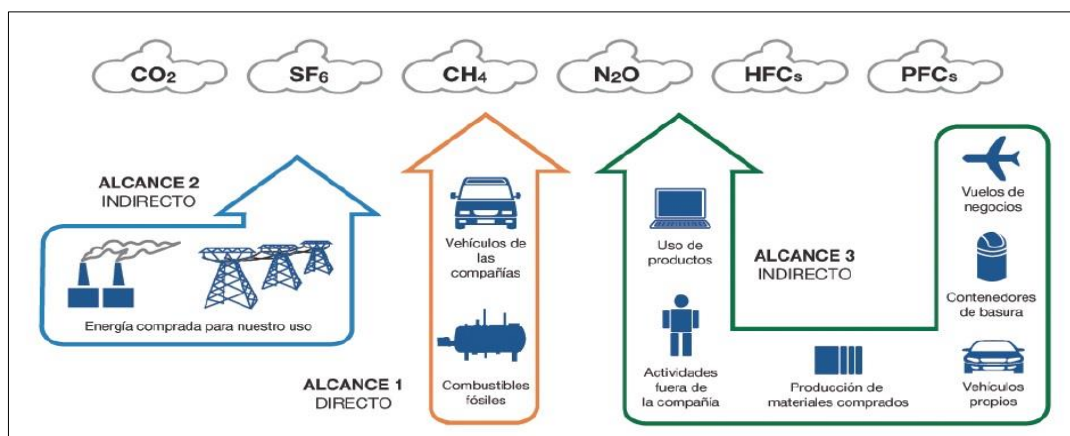 CO₂
SF₆
CH₄
N₂O
HFCs
PFCs
ALCANCE 2
INDIRECTO
Energía comprada para nuestro uso
ALCANCE 1
DIRECTO
Vehículos de
las
compañías
Combustibles
fósiles
Uso de
productos
Actividades
fuera de
la compañía
ALCANCE 3
INDIRECTO
Producción de
materiales comprados
Vuelos de
negocios
Contenedores
de basura
Vehículos
propios